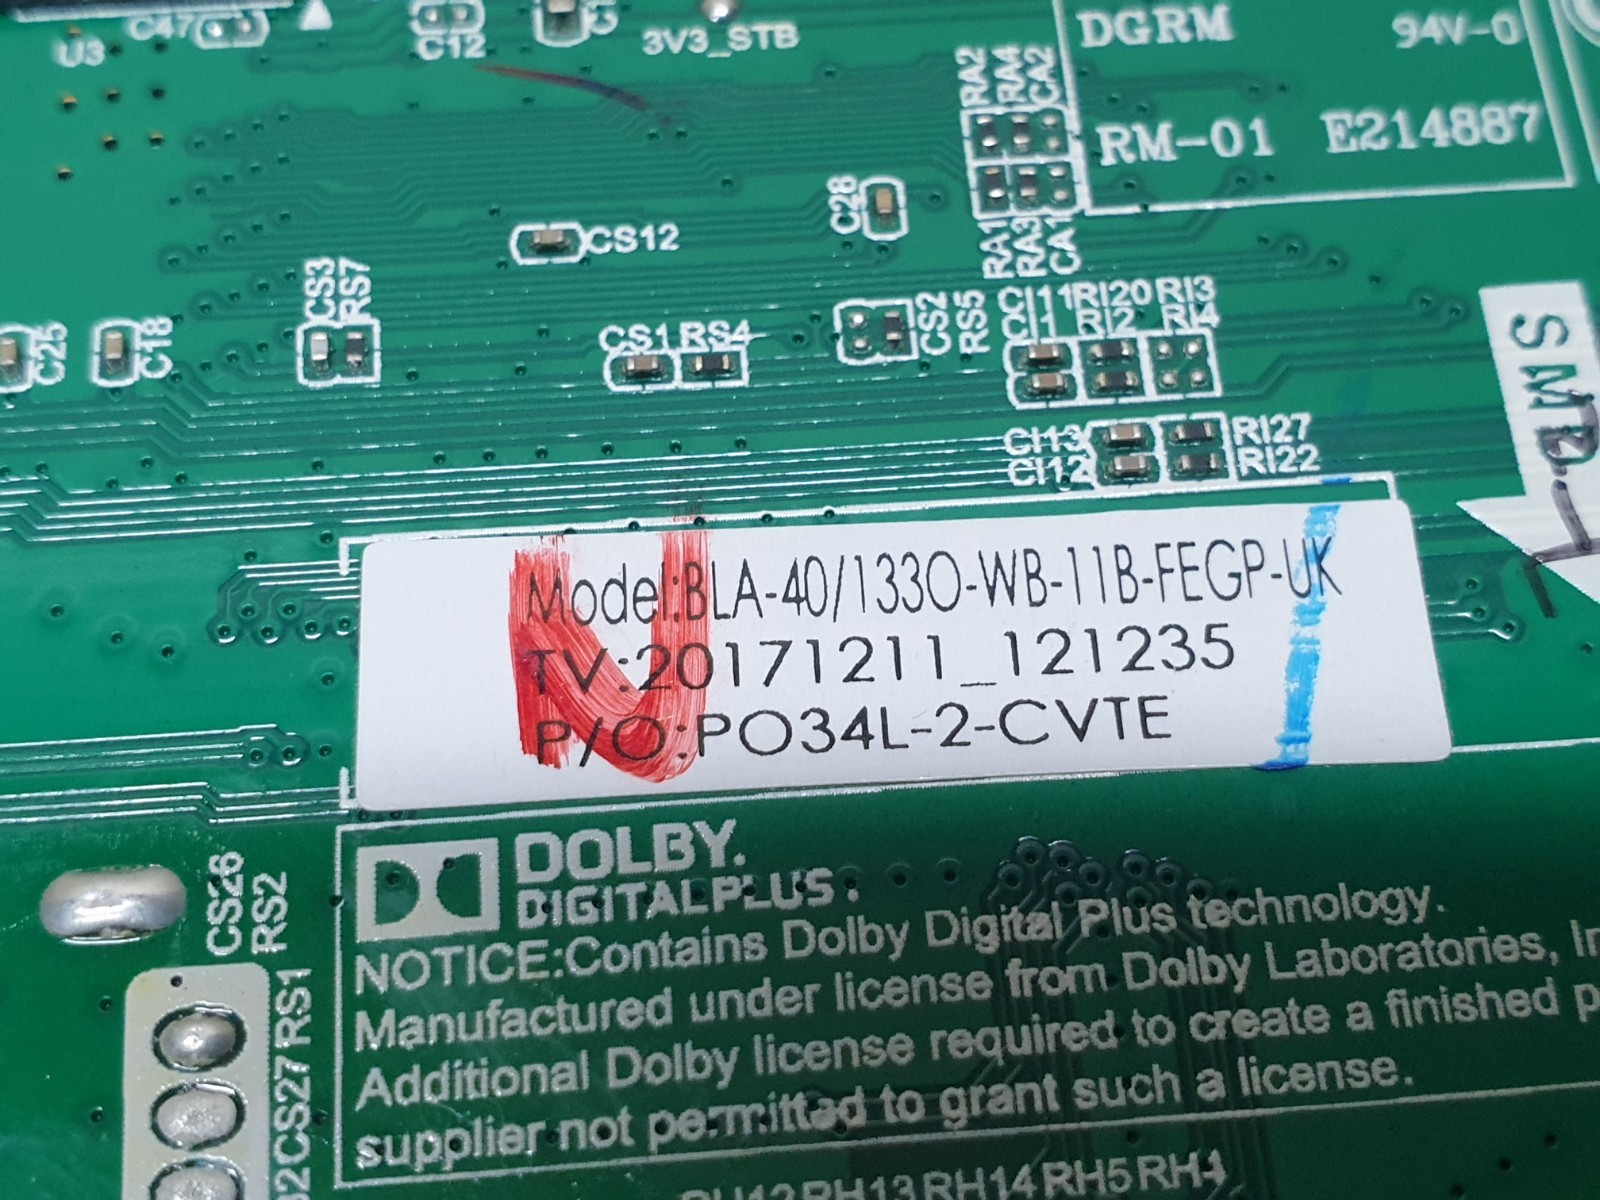 C47
U3
C12
3V3_STB
DGRM 94V-0
RM-01 E214887
RA2
RA4
CA2
RA1
RA3
CA1
C28
CS12
CS3
RS7
C25
C18
CS1 RS4
CS2
RS5
CI11 RI20 RI3
CI1 RI2 RI4
CI13 RI27
CI12 RI22
SMD
Model:BLA-40/133O-WB-11B-FEGP-UK
TV:20171211_121235
P/O:PO34L-2-CVTE
DOLBY.
DIGITAL PLUS
NOTICE:Contains Dolby Digital Plus technology.
Manufactured under license from Dolby Laboratories,
Additional Dolby license required to create a finished
supplier not permitted to grant such a license.
CS26
RS2
RS1
CS27
RH13 RH14 RH5 RH4